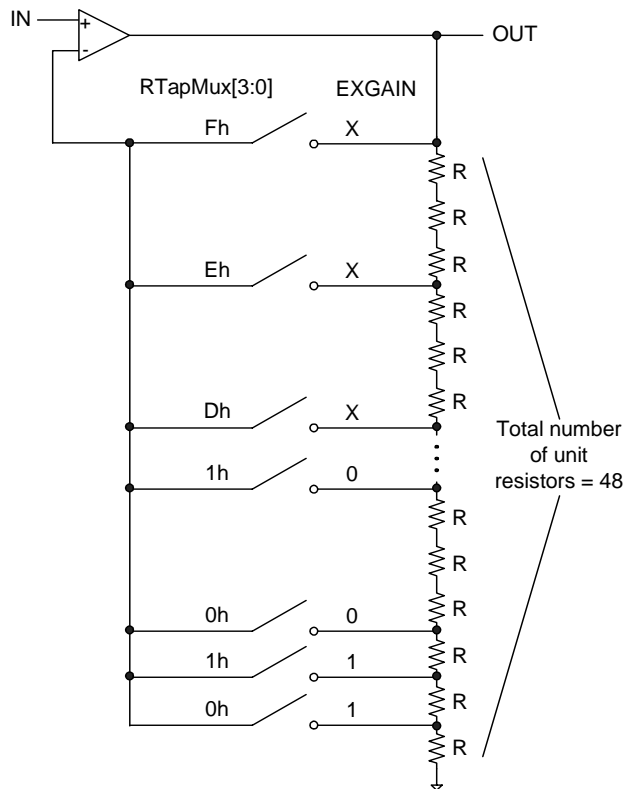 IN
+
-
OUT
RTapMux[3:0] EXGAIN
Fh X
R
R
R
Eh X
R
R
R
Dh X
Total number
of unit
resistors = 48
1h 0
R
R
R
0h 0
R
1h 1
R
0h 1
R